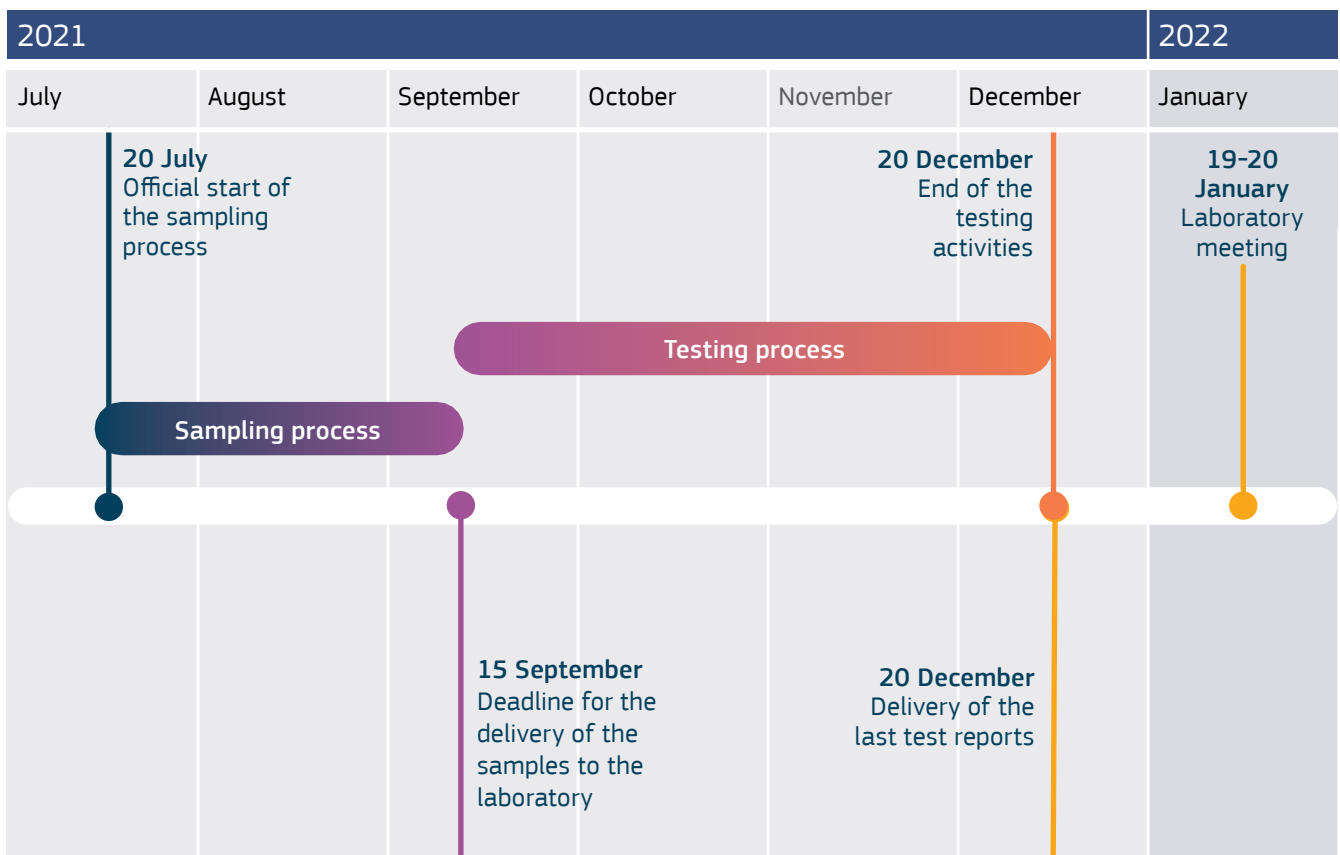 2021
2022
July
August
September
October
November
December
January
20 July
Official start of
the sampling
process
20 December
End of the
testing
activities
19-20
January
Laboratory
meeting
Testing process
Sampling process
15 September
Deadline for the
delivery of the
samples to the
laboratory
20 December
Delivery of the
last test reports